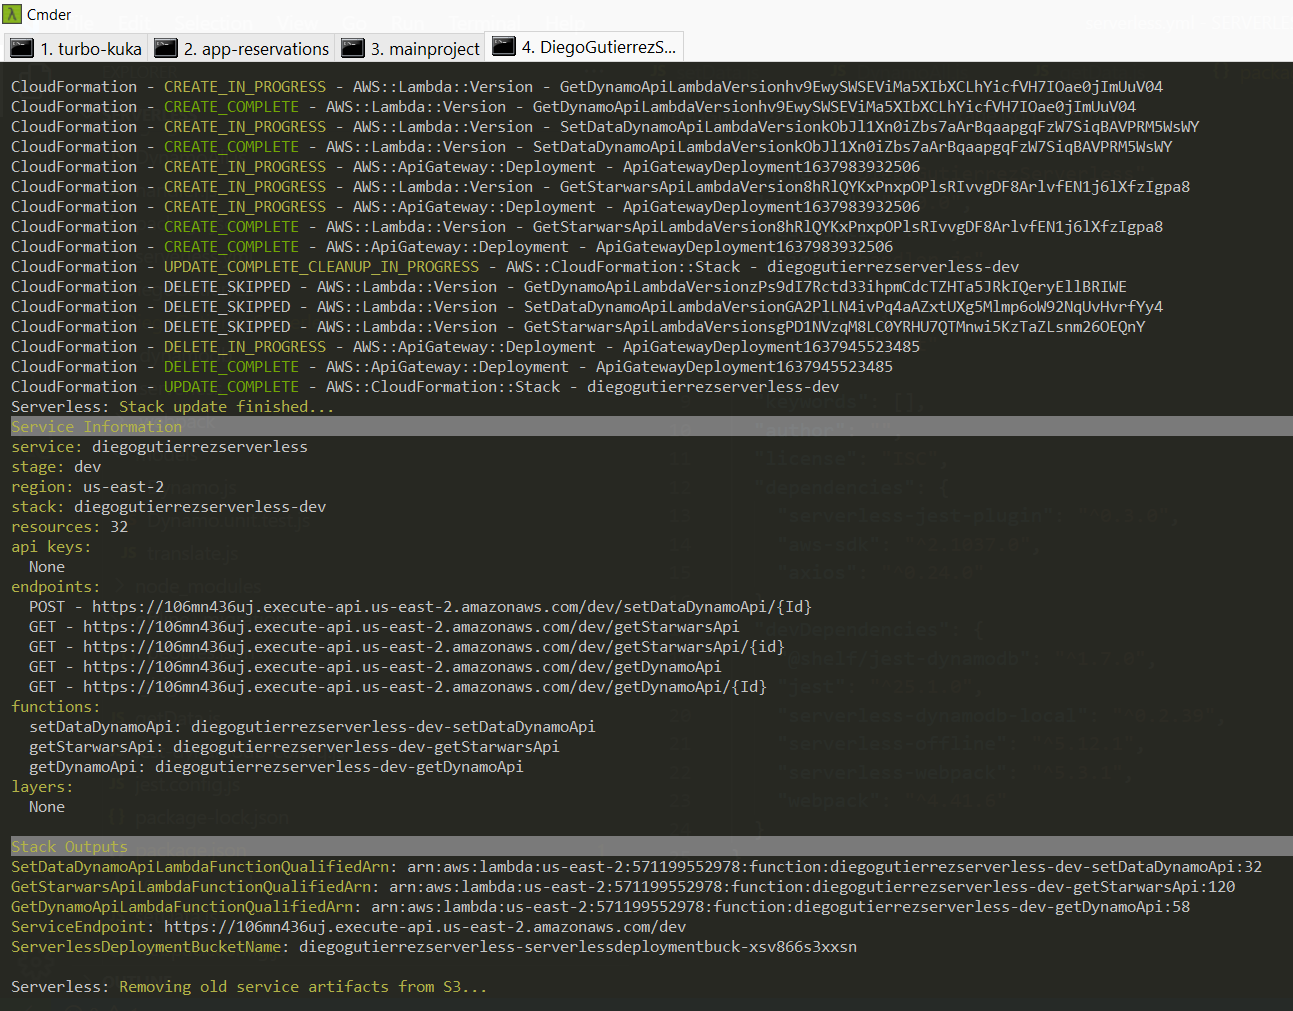 Cmder
1. turbo-kuka
2. app-reservations
3. mainproject
4. DiegoGutierrezS...
CloudFormation - CREATE_IN_PROGRESS - AWS::Lambda::Version - GetDynamoApiLambdaVersionhv9EwySWSEViMa5XIbXCLhYicfVH7IOae0jImUuV04
CloudFormation - CREATE_COMPLETE - AWS::Lambda::Version - GetDynamoApiLambdaVersionhv9EwySWSEViMa5XIbXCLhYicfVH7IOae0jImUuV04
CloudFormation - CREATE_IN_PROGRESS - AWS::Lambda::Version - SetDataDynamoApiLambdaVersionkObJl1Xn0iZbs7aArBqaapgqFzW7SiqBAVPRM5WsWY
CloudFormation - CREATE_COMPLETE - AWS::Lambda::Version - SetDataDynamoApiLambdaVersionkObJl1Xn0iZbs7aArBqaapgqFzW7SiqBAVPRM5WsWY
CloudFormation - CREATE_IN_PROGRESS - AWS::ApiGateway::Deployment - ApiGatewayDeployment1637983932506
CloudFormation - CREATE_IN_PROGRESS - AWS::Lambda::Version - GetStarwarsApiLambdaVersion8hRlQYKxPnxpOPlsRIvvgDF8ArlvfEN1j6lXfzIgpa8
CloudFormation - CREATE_IN_PROGRESS - AWS::ApiGateway::Deployment - ApiGatewayDeployment1637983932506
CloudFormation - CREATE_COMPLETE - AWS::Lambda::Version - GetStarwarsApiLambdaVersion8hRlQYKxPnxpOPlsRIvvgDF8ArlvfEN1j6lXfzIgpa8
CloudFormation - CREATE_COMPLETE - AWS::ApiGateway::Deployment - ApiGatewayDeployment1637983932506
CloudFormation - UPDATE_COMPLETE_CLEANUP_IN_PROGRESS - AWS::CloudFormation::Stack - diegogutierrezserverless-dev
CloudFormation - DELETE_SKIPPED - AWS::Lambda::Version - GetDynamoApiLambdaVersionzPs9dI7Rctd33ihpmCdcTZHTa5JRkIQeryEllBRIWE
CloudFormation - DELETE_SKIPPED - AWS::Lambda::Version - SetDataDynamoApiLambdaVersionGA2PlLN4ivPq4aAZxtUXg5Mlmp6oW92NqUvHvrfYy4
CloudFormation - DELETE_SKIPPED - AWS::Lambda::Version - GetStarwarsApiLambdaVersionsgPD1NVzqM8LC0YRHU7QTMnwi5KzTaZLsnm26OEQnY
CloudFormation - DELETE_IN_PROGRESS - AWS::ApiGateway::Deployment - ApiGatewayDeployment1637945523485
CloudFormation - DELETE_COMPLETE - AWS::ApiGateway::Deployment - ApiGatewayDeployment1637945523485
CloudFormation - UPDATE_COMPLETE - AWS::CloudFormation::Stack - diegogutierrezserverless-dev
Serverless: Stack update finished...
Service Information
service: diegogutierrezserverless
stage: dev
region: us-east-2
stack: diegogutierrezserverless-dev
resources: 32
api keys:
None
endpoints:
POST - https://106mn436uj.execute-api.us-east-2.amazonaws.com/dev/setDataDynamoApi/{Id}
GET - https://106mn436uj.execute-api.us-east-2.amazonaws.com/dev/getStarwarsApi
GET - https://106mn436uj.execute-api.us-east-2.amazonaws.com/dev/getStarwarsApi/{id}
GET - https://106mn436uj.execute-api.us-east-2.amazonaws.com/dev/getDynamoApi
GET - https://106mn436uj.execute-api.us-east-2.amazonaws.com/dev/getDynamoApi/{Id}
functions:
setDataDynamoApi: diegogutierrezserverless-dev-setDataDynamoApi
getStarwarsApi: diegogutierrezserverless-dev-getStarwarsApi
getDynamoApi: diegogutierrezserverless-dev-getDynamoApi
layers:
None
Stack Outputs
SetDataDynamoApiLambdaFunctionQualifiedArn: arn:aws:lambda:us-east-2:571199552978:function:diegogutierrezserverless-dev-setDataDynamoApi:32
GetStarwarsApiLambdaFunctionQualifiedArn: arn:aws:lambda:us-east-2:571199552978:function:diegogutierrezserverless-dev-getStarwarsApi:120
GetDynamoApiLambdaFunctionQualifiedArn: arn:aws:lambda:us-east-2:571199552978:function:diegogutierrezserverless-dev-getDynamoApi:58
ServiceEndpoint: https://106mn436uj.execute-api.us-east-2.amazonaws.com/dev
ServerlessDeploymentBucketName: diegogutierrezserverless-serverlessdeploymentbuck-xsv866s3xxsn
Serverless: Removing old service artifacts from S3...